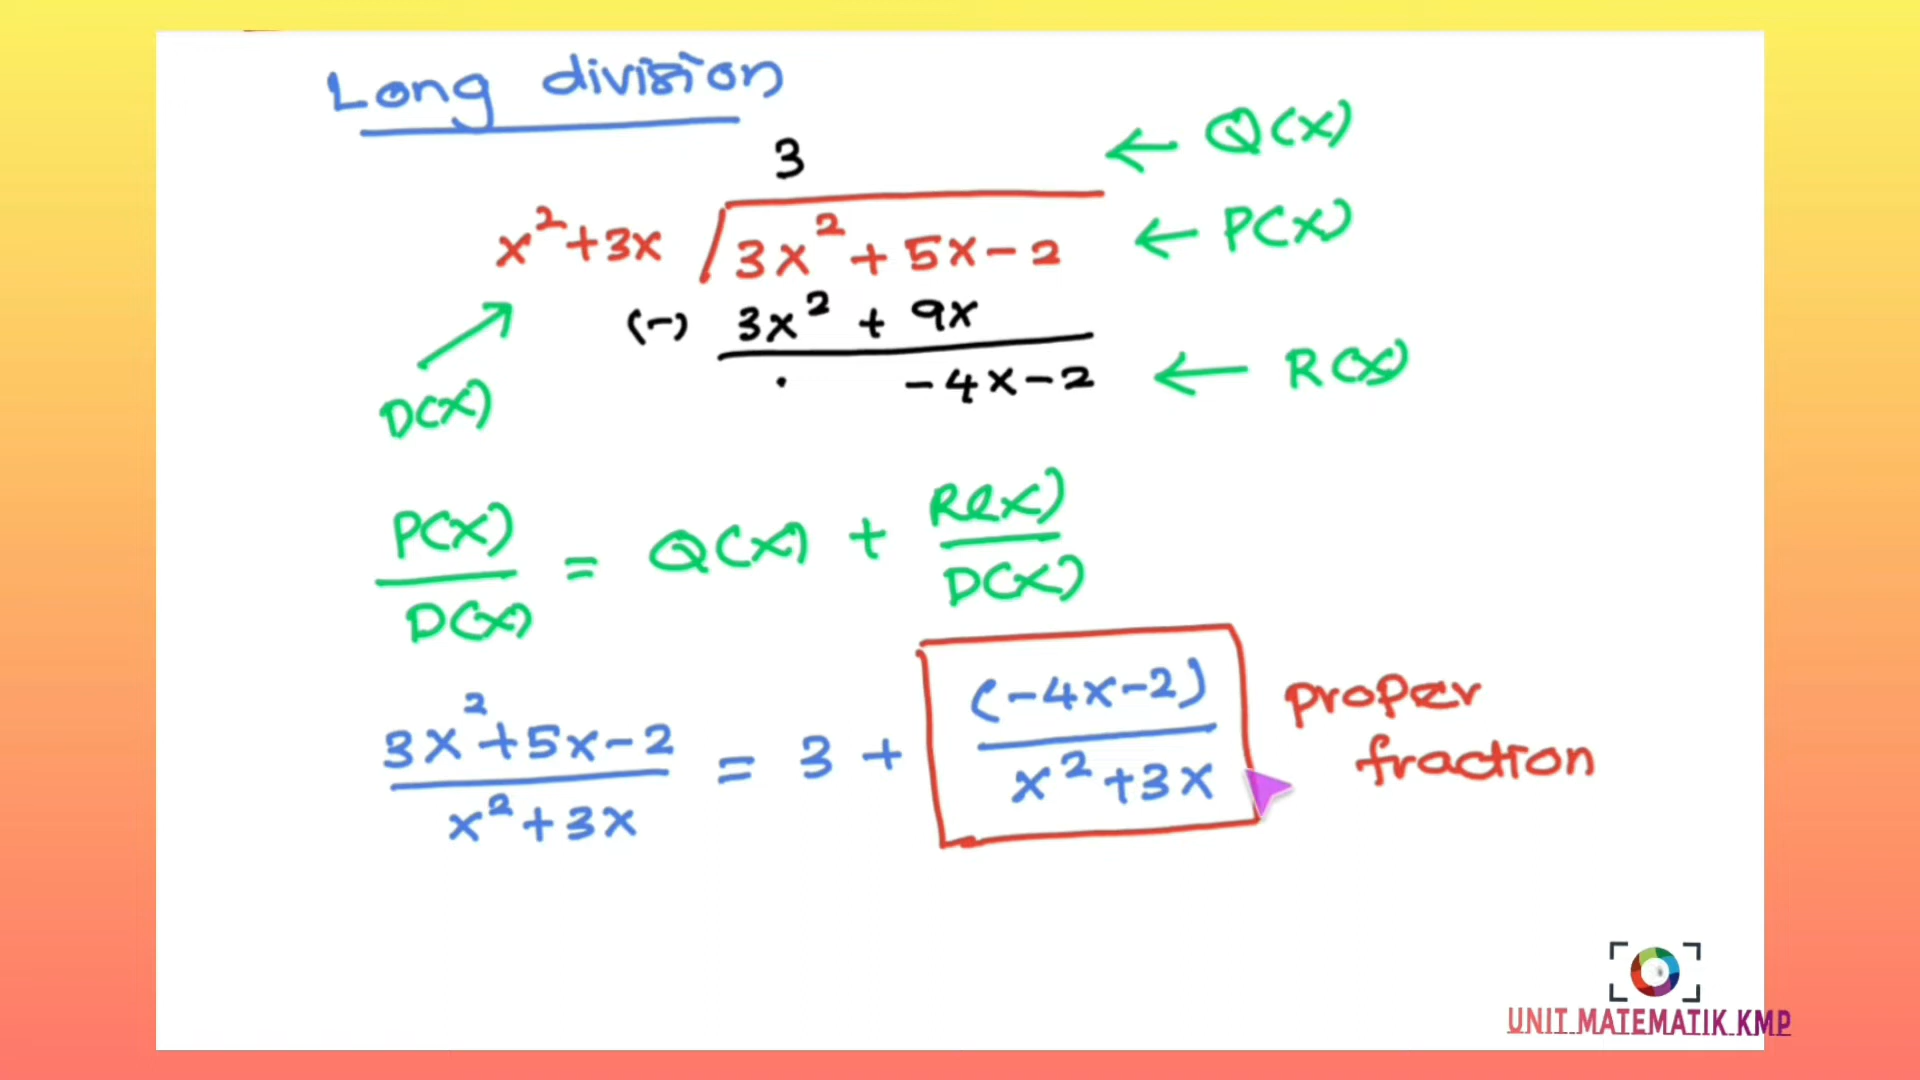 Long division
3 ← Q(x)
x²+3x 3x² + 5x - 2 ← P(x)
(-) 3x² + 9x
D(x) -4x-2 ← R(x)
P(x)/D(x) = Q(x) + R(x)/D(x)
3x²+5x-2/x²+3x = 3 + (-4x-2)/x²+3x proper fraction
UNIT.MATEMATIK.KMP